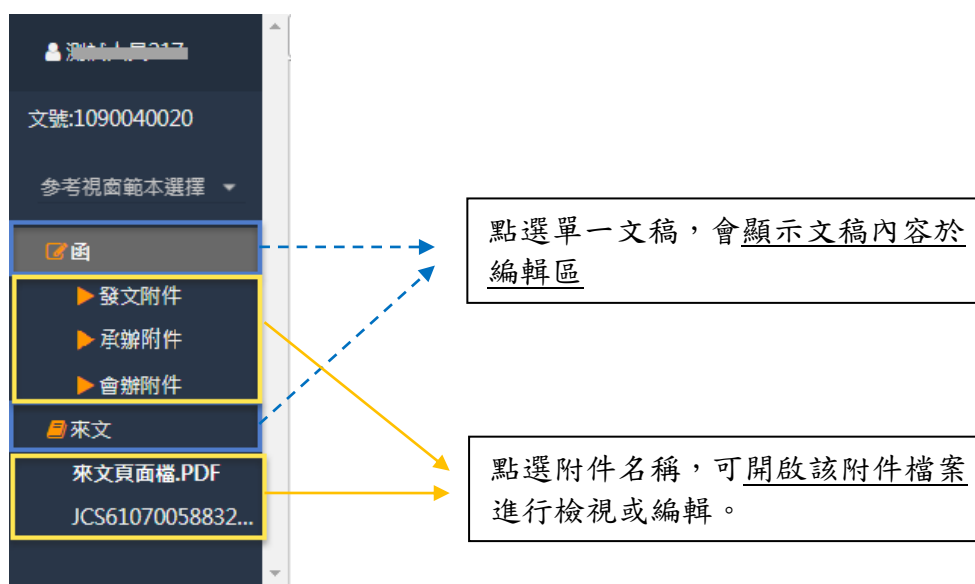 文號:1090040020
參考視窗範本選擇
函
發文附件
承辦附件
會辦附件
來文
來文頁面檔.PDF
JCS61070058832...
點選單一文稿，會顯示文稿內容於
編輯區
點選附件名稱，可開啟該附件檔案
進行檢視或編輯。